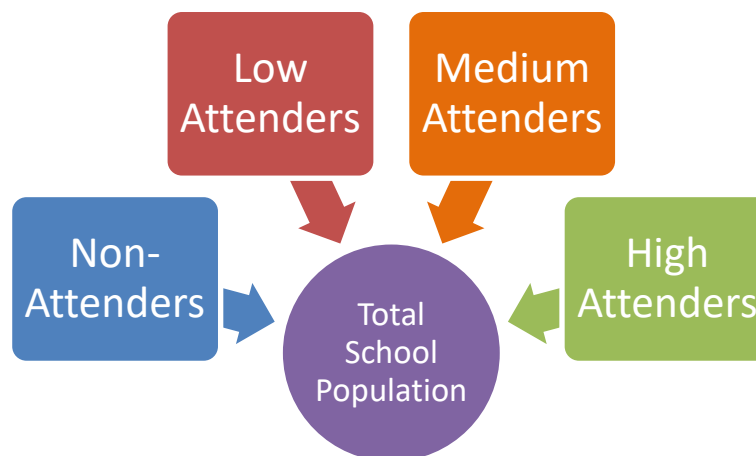 Low
Attenders
Medium
Attenders
Non-
Attenders
High
Attenders
Total
School
Population